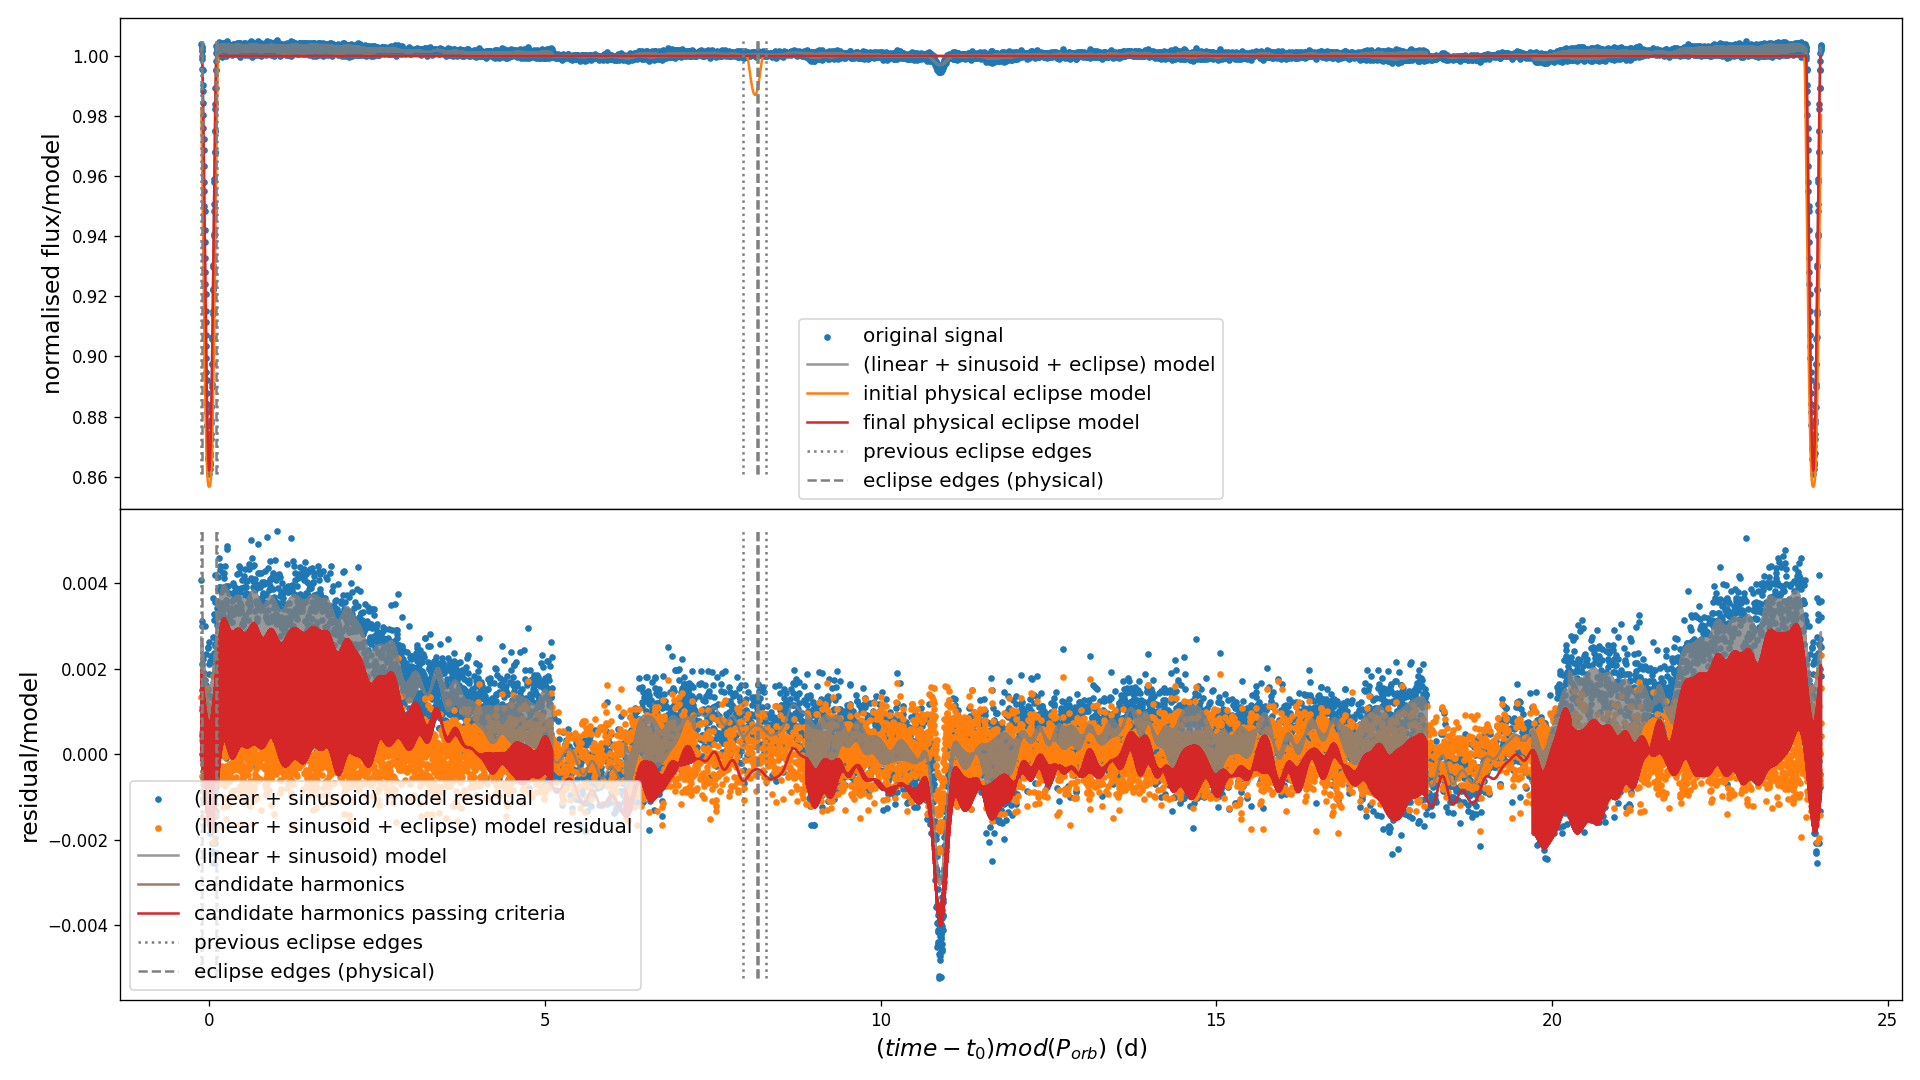 normalised flux/model
1.00
0.98
0.96
0.94
0.92
0.90
0.88
0.86
original signal
(linear + sinusoid + eclipse) model
initial physical eclipse model
final physical eclipse model
previous eclipse edges
eclipse edges (physical)
residual/model
0.004
0.002
0.000
−0.002
−0.004
(linear + sinusoid) model residual
(linear + sinusoid + eclipse) model residual
(linear + sinusoid) model
candidate harmonics
candidate harmonics passing criteria
previous eclipse edges
eclipse edges (physical)
0 5 10 15 20 25
(time − t₀)mod(P_orb) (d)